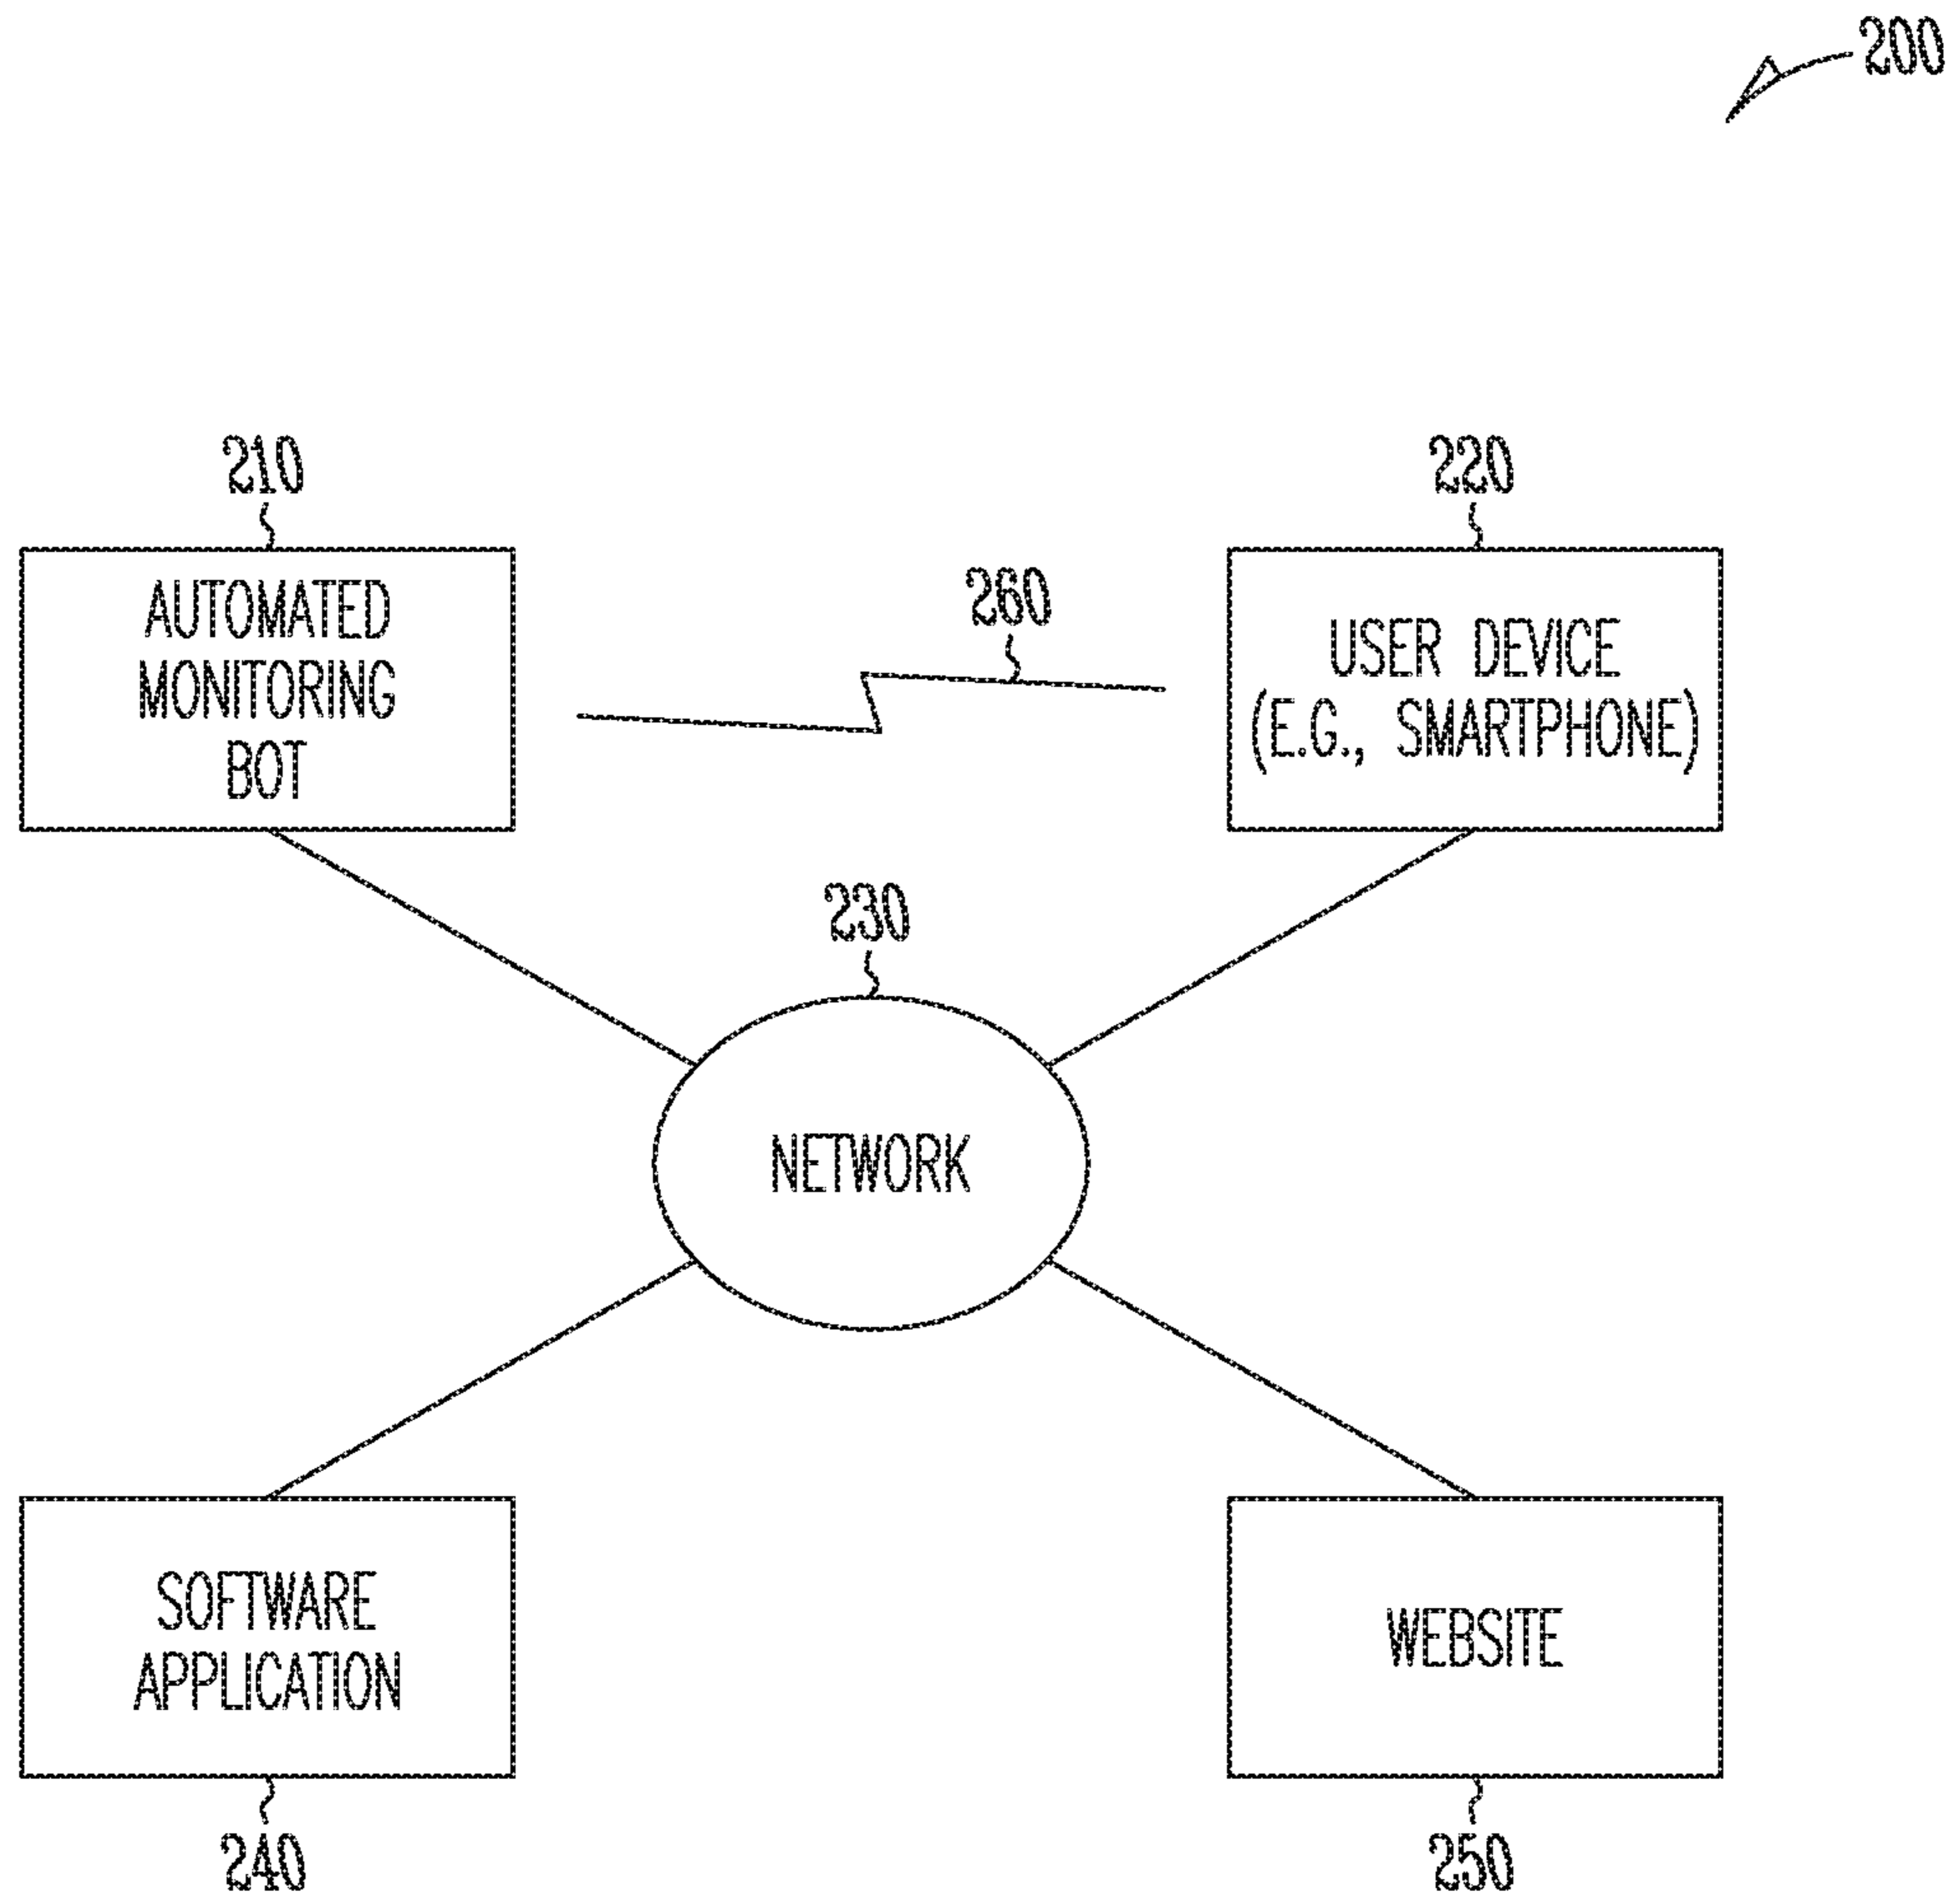 200
210
220
AUTOMATED
MONITORING
BOT
260
USER DEVICE
(E.G., SMARTPHONE)
230
NETWORK
SOFTWARE
APPLICATION
WEBSITE
240
250